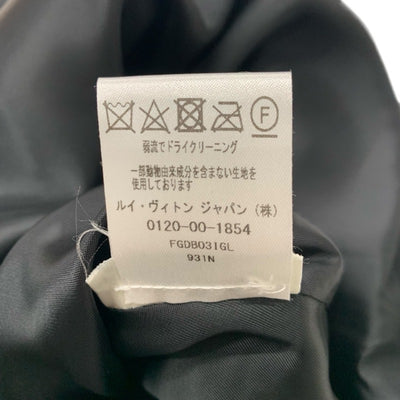 F
弱流でドライクリーニング
一部動物由来成分を含まない生地を
使用しております
ルイ・ヴィトン ジャパン (株)
0120-00-1854
FGDB03IGL
931N